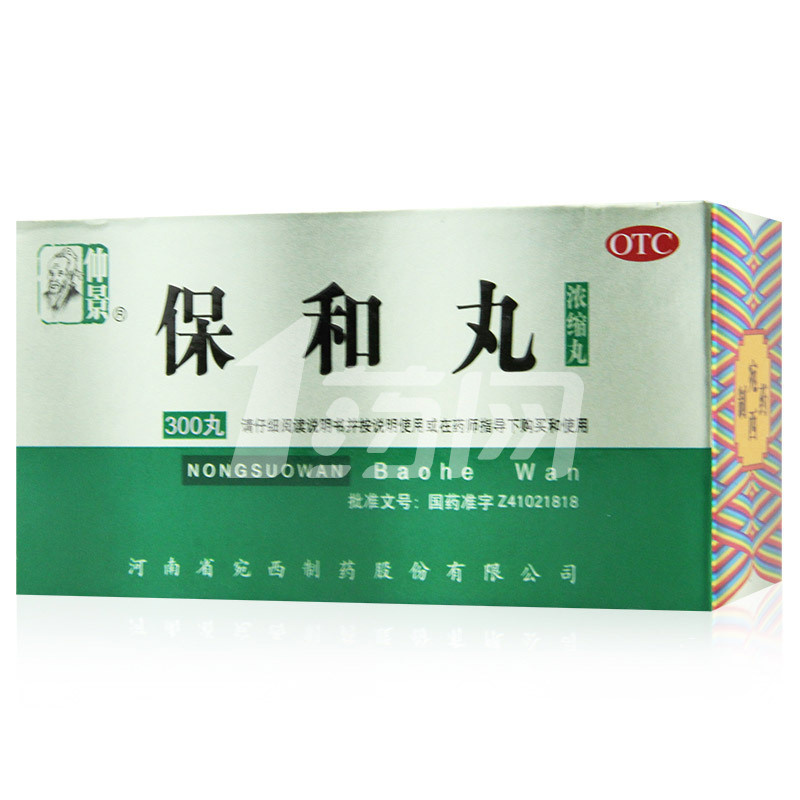 仲景
®
OTC
保和丸
浓缩丸
300丸 请仔细阅读说明书并按说明使用或在药师指导下购买和使用
NONGSUOWAN Baohe Wan
批准文号：国药准字Z41021818
河南省宛西制药股份有限公司
1药网